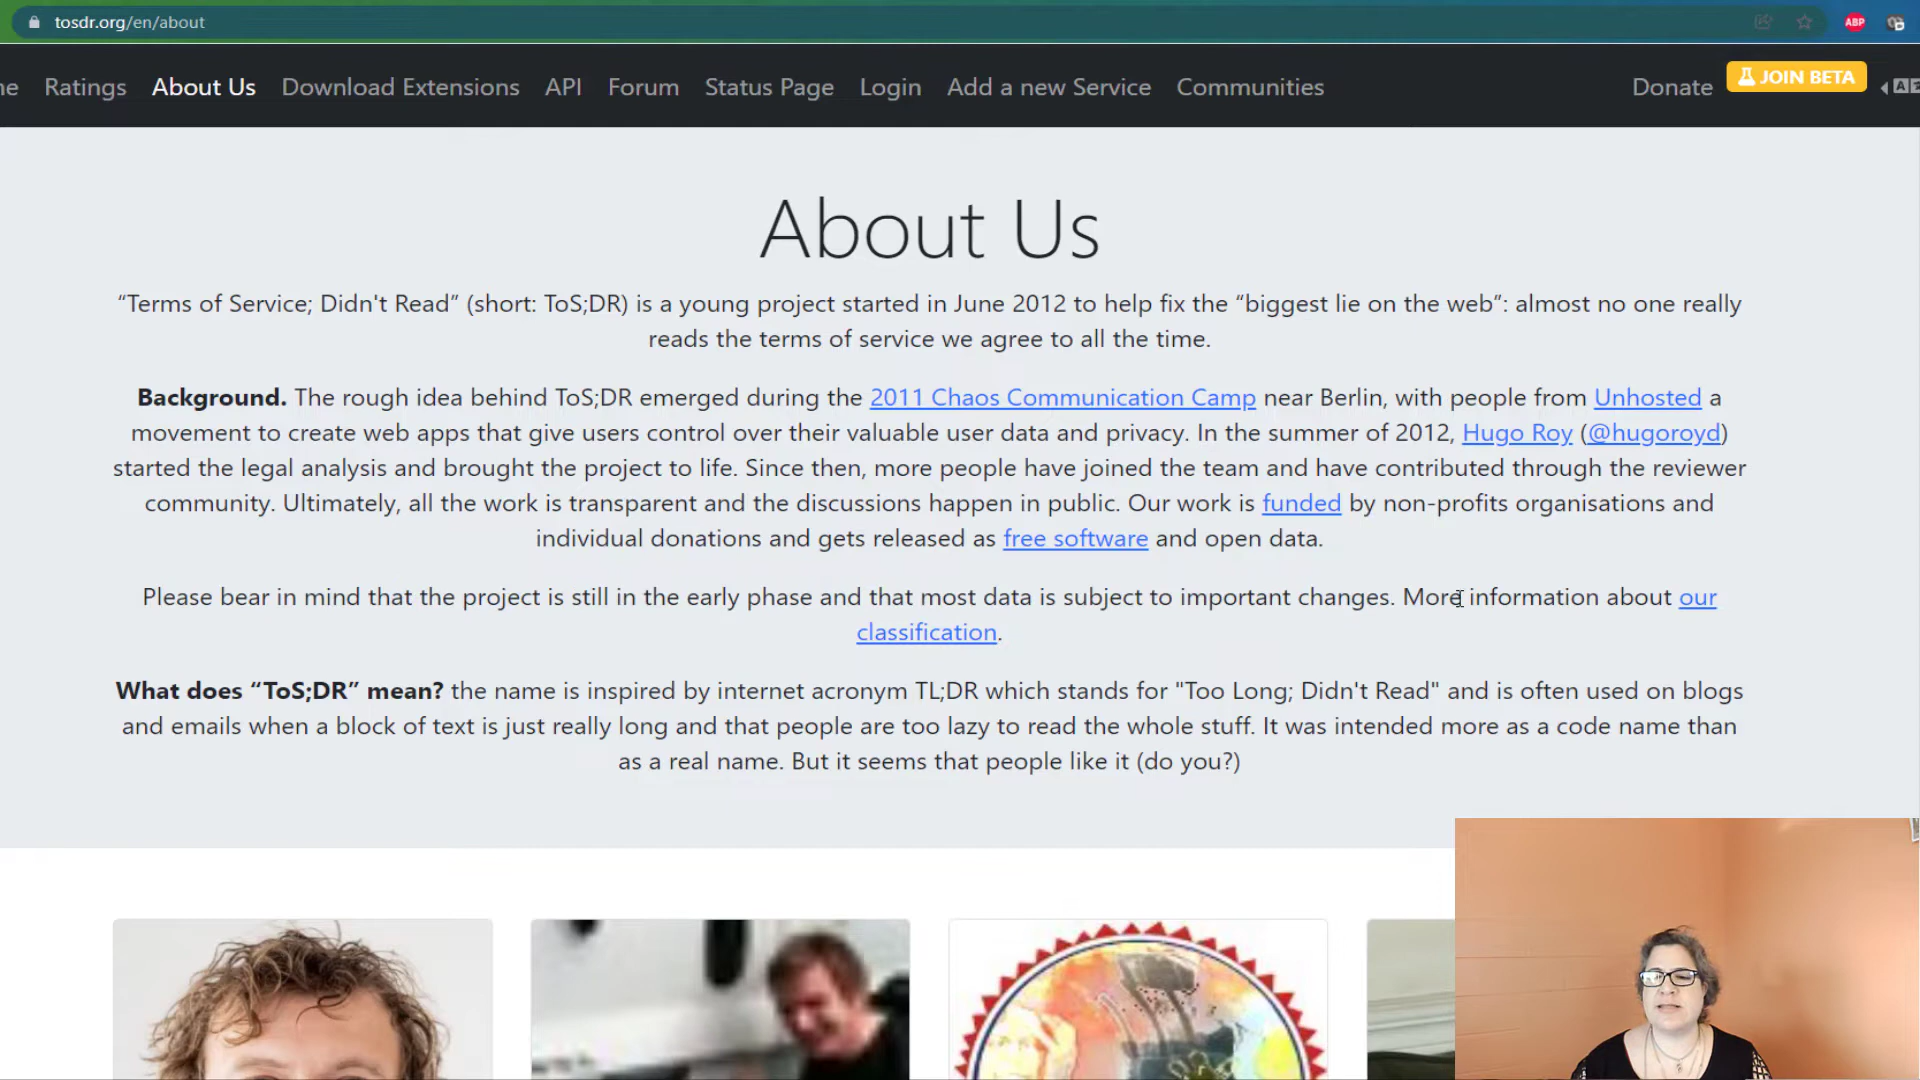 tosdr.org/en/about
ABP
ne Ratings About Us Download Extensions API Forum Status Page Login Add a new Service Communities Donate JOIN BETA
About Us
“Terms of Service; Didn't Read” (short: ToS;DR) is a young project started in June 2012 to help fix the “biggest lie on the web”: almost no one really
reads the terms of service we agree to all the time.
Background. The rough idea behind ToS;DR emerged during the 2011 Chaos Communication Camp near Berlin, with people from Unhosted a
movement to create web apps that give users control over their valuable user data and privacy. In the summer of 2012, Hugo Roy (@hugoroyd)
started the legal analysis and brought the project to life. Since then, more people have joined the team and have contributed through the reviewer
community. Ultimately, all the work is transparent and the discussions happen in public. Our work is funded by non-profits organisations and
individual donations and gets released as free software and open data.
Please bear in mind that the project is still in the early phase and that most data is subject to important changes. More information about our
classification.
What does “ToS;DR” mean? the name is inspired by internet acronym TL;DR which stands for "Too Long; Didn't Read" and is often used on blogs
and emails when a block of text is just really long and that people are too lazy to read the whole stuff. It was intended more as a code name than
as a real name. But it seems that people like it (do you?)